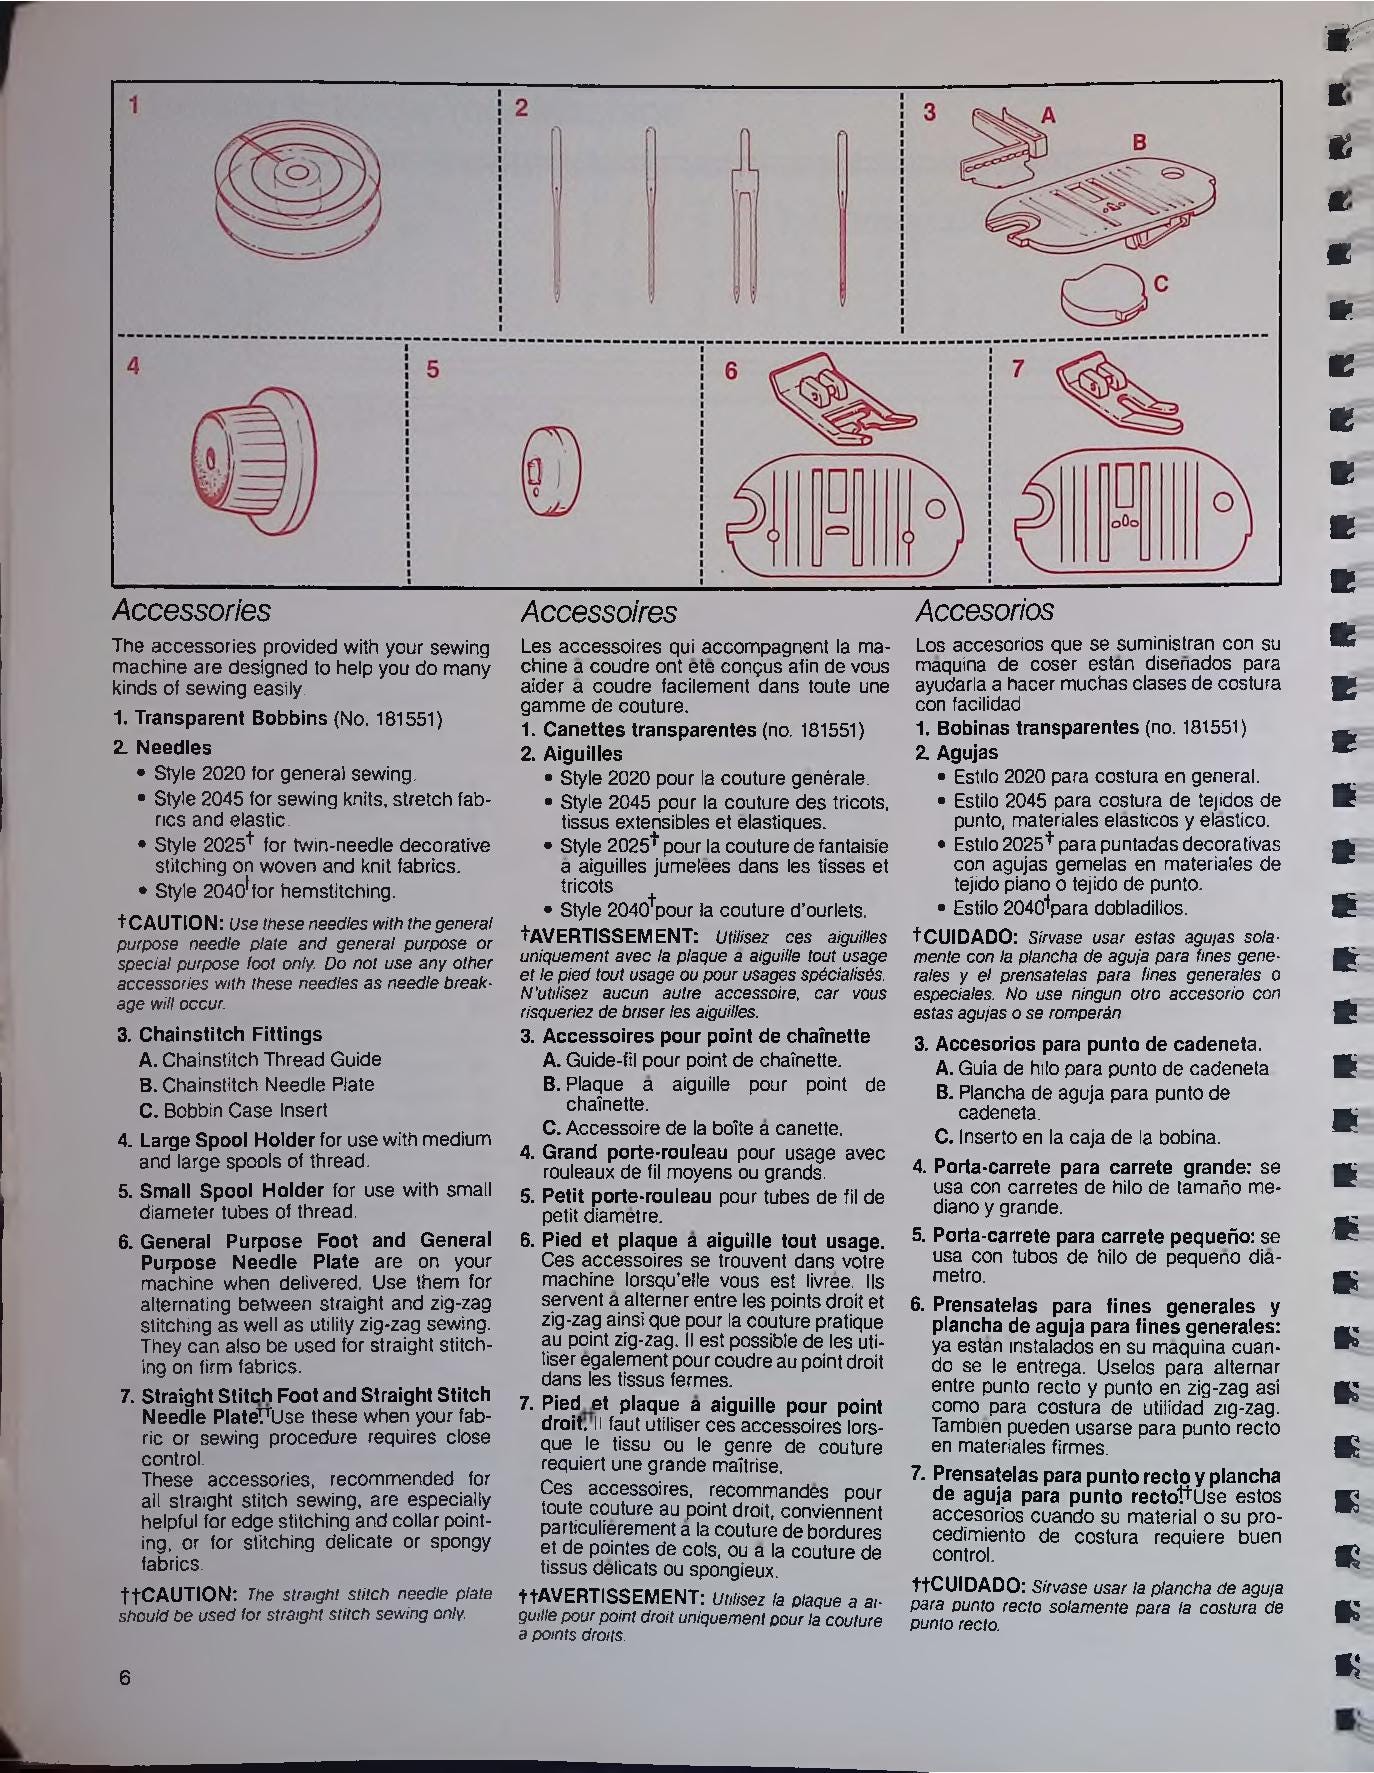 1
2
3
A
B
C
4
5
6
7
Accessories
The accessories provided with your sewing
machine are designed to help you do many
kinds of sewing easily.
1. Transparent Bobbins (No. 181551)
2. Needles
• Style 2020 for general sewing.
• Style 2045 for sewing knits, stretch fab-
rics and elastic.
• Style 2025† for twin-needle decorative
stitching on woven and knit fabrics.
• Style 2040† for hemstitching.
†CAUTION: Use these needles with the general
purpose needle plate and general purpose or
special purpose foot only. Do not use any other
accessories with these needles as needle break-
age will occur.
3. Chainstitch Fittings
A. Chainstitch Thread Guide
B. Chainstitch Needle Plate
C. Bobbin Case Insert
4. Large Spool Holder for use with medium
and large spools of thread.
5. Small Spool Holder for use with small
diameter tubes of thread.
6. General Purpose Foot and General
Purpose Needle Plate are on your
machine when delivered. Use them for
alternating between straight and zig-zag
stitching as well as utility zig-zag sewing.
They can also be used for straight stitch-
ing on firm fabrics.
7. Straight Stitch Foot and Straight Stitch
Needle Plate.†† Use these when your fab-
ric or sewing procedure requires close
control.
These accessories, recommended for
all straight stitch sewing, are especially
helpful for edge stitching and collar point-
ing, or for stitching delicate or spongy
fabrics.
††CAUTION: The straight stitch needle plate
should be used for straight stitch sewing only.
6
Accessoires
Les accessoires qui accompagnent la ma-
chine à coudre ont été conçus afin de vous
aider à coudre facilement dans toute une
gamme de couture.
1. Canettes transparentes (no. 181551)
2. Aiguilles
• Style 2020 pour la couture générale.
• Style 2045 pour la couture des tricots,
tissus extensibles et élastiques.
• Style 2025† pour la couture de fantaisie
à aiguilles jumelées dans les tissés et
tricots
• Style 2040† pour la couture d'ourlets.
†AVERTISSEMENT: Utilisez ces aiguilles
uniquement avec la plaque à aiguille tout usage
et le pied tout usage ou pour usages spécialisés.
N'utilisez aucun autre accessoire, car vous
risqueriez de briser les aiguilles.
3. Accessoires pour point de chaînette
A. Guide-fil pour point de chaînette.
B. Plaque à aiguille pour point de
chaînette.
C. Accessoire de la boîte à canette.
4. Grand porte-rouleau pour usage avec
rouleaux de fil moyens ou grands.
5. Petit porte-rouleau pour tubes de fil de
petit diamètre.
6. Pied et plaque à aiguille tout usage.
Ces accessoires se trouvent dans votre
machine lorsqu'elle vous est livrée. Ils
servent à alterner entre les points droit et
zig-zag ainsi que pour la couture pratique
au point zig-zag. Il est possible de les uti-
liser également pour coudre au point droit
dans les tissus fermes.
7. Pied et plaque à aiguille pour point
droit.†† Il faut utiliser ces accessoires lors-
que le tissu ou le genre de couture
requiert une grande maîtrise.
Ces accessoires, recommandés pour
toute couture au point droit, conviennent
particulièrement à la couture de bordures
et de pointes de cols, ou à la couture de
tissus délicats ou spongieux.
††AVERTISSEMENT: Utilisez la plaque a ai-
guille pour point droit uniquement pour la couture
a points droits.
Accesorios
Los accesorios que se suministran con su
máquina de coser están diseñados para
ayudarla a hacer muchas clases de costura
con facilidad
1. Bobinas transparentes (no. 181551)
2. Agujas
• Estilo 2020 para costura en general.
• Estilo 2045 para costura de tejidos de
punto, materiales elásticos y elástico.
• Estilo 2025† para puntadas decorativas
con agujas gemelas en materiales de
tejido plano o tejido de punto.
• Estilo 2040† para dobladillos.
†CUIDADO: Sirvase usar estas agujas sola-
mente con la plancha de aguja para fines gene-
rales y el prensatelas para fines generales o
especiales. No use ningun otro accesorio con
estas agujas o se romperán
3. Accesorios para punto de cadeneta.
A. Guia de hilo para punto de cadeneta
B. Plancha de aguja para punto de
cadeneta.
C. Inserto en la caja de la bobina.
4. Porta-carrete para carrete grande: se
usa con carretes de hilo de tamaño me-
diano y grande.
5. Porta-carrete para carrete pequeño: se
usa con tubos de hilo de pequeño diá-
metro.
6. Prensatelas para fines generales y
plancha de aguja para fines generales:
ya están instalados en su máquina cuan-
do se le entrega. Uselos para alternar
entre punto recto y punto en zig-zag asi
como para costura de utilidad zig-zag.
También pueden usarse para punto recto
en materiales firmes.
7. Prensatelas para punto recto y plancha
de aguja para punto recto.†† Use estos
accesorios cuando su material o su pro-
cedimiento de costura requiere buen
control.
††CUIDADO: Sirvase usar la plancha de aguja
para punto recto solamente para la costura de
punto recto.